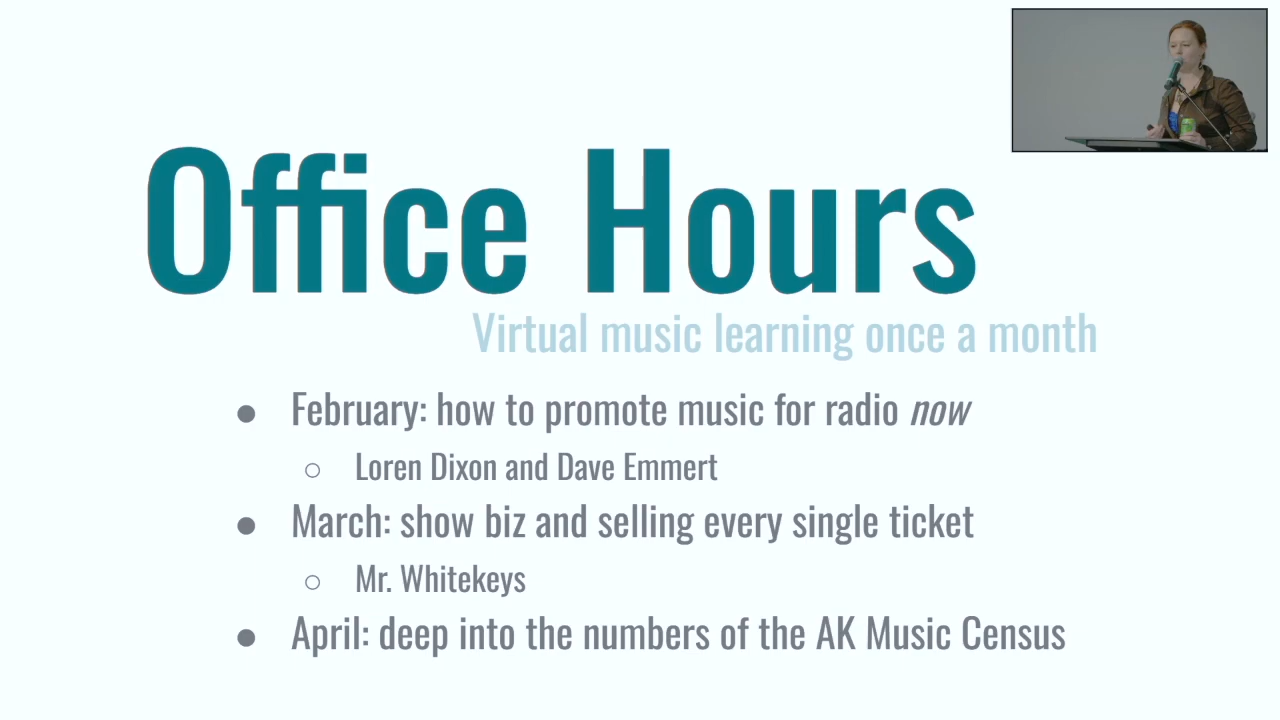 Office Hours
Virtual music learning once a month
● February: how to promote music for radio now
○ Loren Dixon and Dave Emmert
● March: show biz and selling every single ticket
○ Mr. Whitekeys
● April: deep into the numbers of the AK Music Census